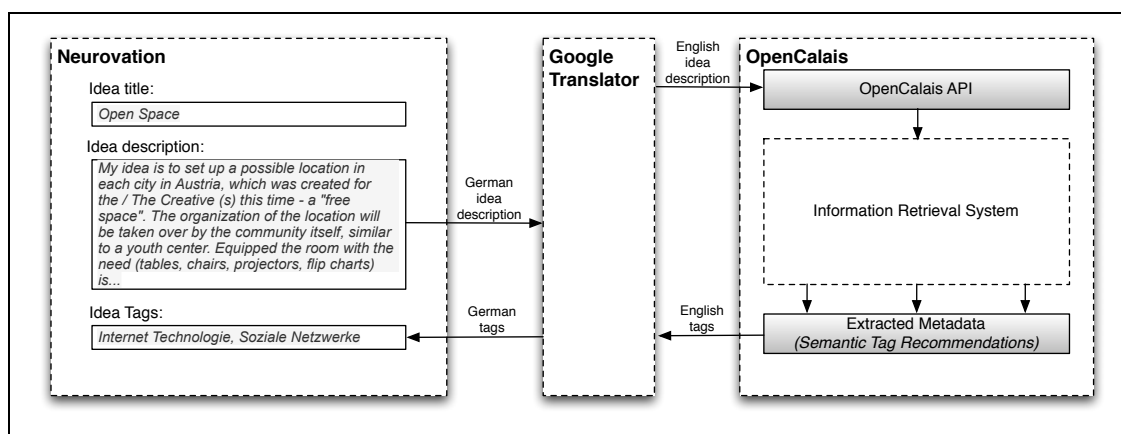 Neurovation
Idea title:
Open Space
Idea description:
My idea is to set up a possible location in
each city in Austria, which was created for
the / The Creative (s) this time - a "free
space". The organization of the location will
be taken over by the community itself, similar
to a youth center. Equipped the room with the
need (tables, chairs, projectors, flip charts)
is...
Idea Tags:
Internet Technologie, Soziale Netzwerke
German
idea
description
German
tags
Google
Translator
English
idea
description
English
tags
OpenCalais
OpenCalais API
Information Retrieval System
Extracted Metadata
(Semantic Tag Recommendations)